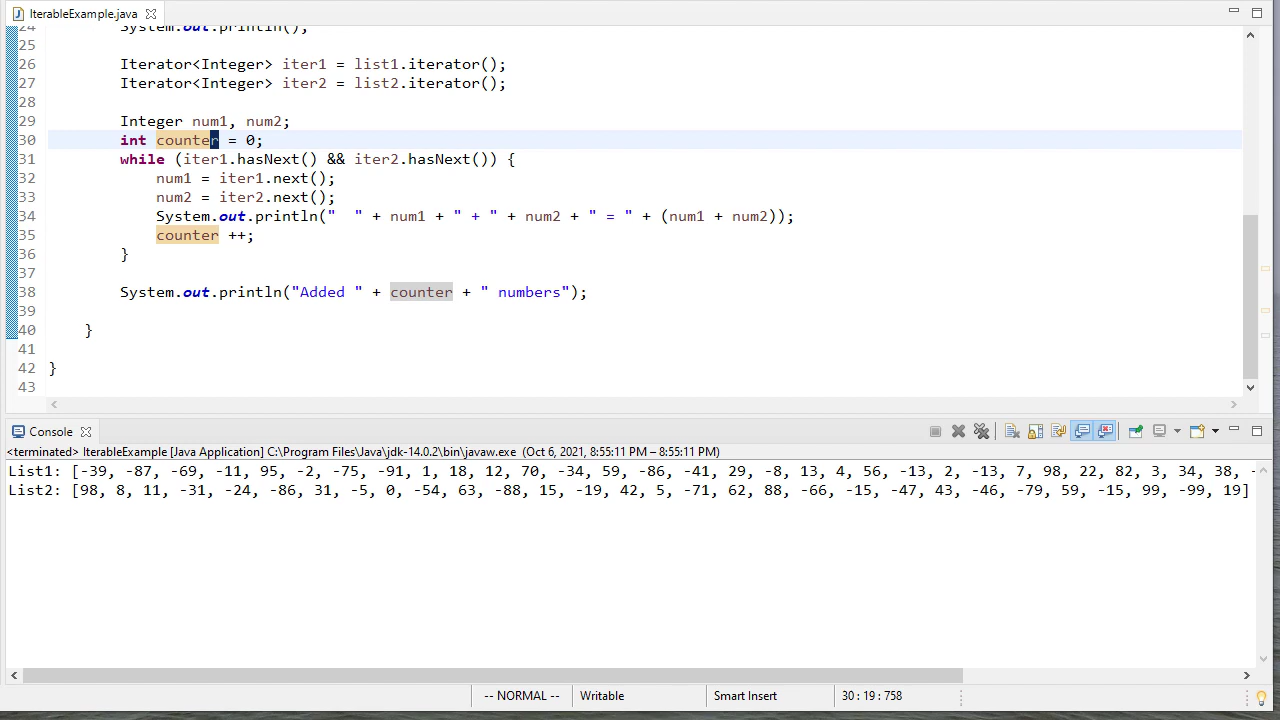 IterableExample.java
24 System.out.println();
25
26 Iterator<Integer> iter1 = list1.iterator();
27 Iterator<Integer> iter2 = list2.iterator();
28
29 Integer num1, num2;
30 int counter = 0;
31 while (iter1.hasNext() && iter2.hasNext()) {
32 num1 = iter1.next();
33 num2 = iter2.next();
34 System.out.println("  " + num1 + " + " + num2 + " = " + (num1 + num2));
35 counter ++;
36 }
37
38 System.out.println("Added " + counter + " numbers");
39
40 }
41
42 }
43
Console
<terminated> IterableExample [Java Application] C:\Program Files\Java\jdk-14.0.2\bin\javaw.exe (Oct 6, 2021, 8:55:11 PM – 8:55:11 PM)
List1: [-39, -87, -69, -11, 95, -2, -75, -91, 1, 18, 12, 70, -34, 59, -86, -41, 29, -8, 13, 4, 56, -13, 2, -13, 7, 98, 22, 82, 3, 34, 38, -
List2: [98, 8, 11, -31, -24, -86, 31, -5, 0, -54, 63, -88, 15, -19, 42, 5, -71, 62, 88, -66, -15, -47, 43, -46, -79, 59, -15, 99, -99, 19]
-- NORMAL -- Writable Smart Insert 30 : 19 : 758